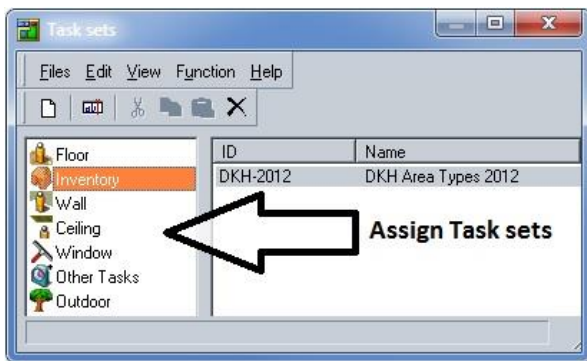 Task sets
Files Edit View Function Help
Floor
Inventory
Wall
Ceiling
Window
Other Tasks
Outdoor
ID Name
DKH-2012 DKH Area Types 2012
Assign Task sets